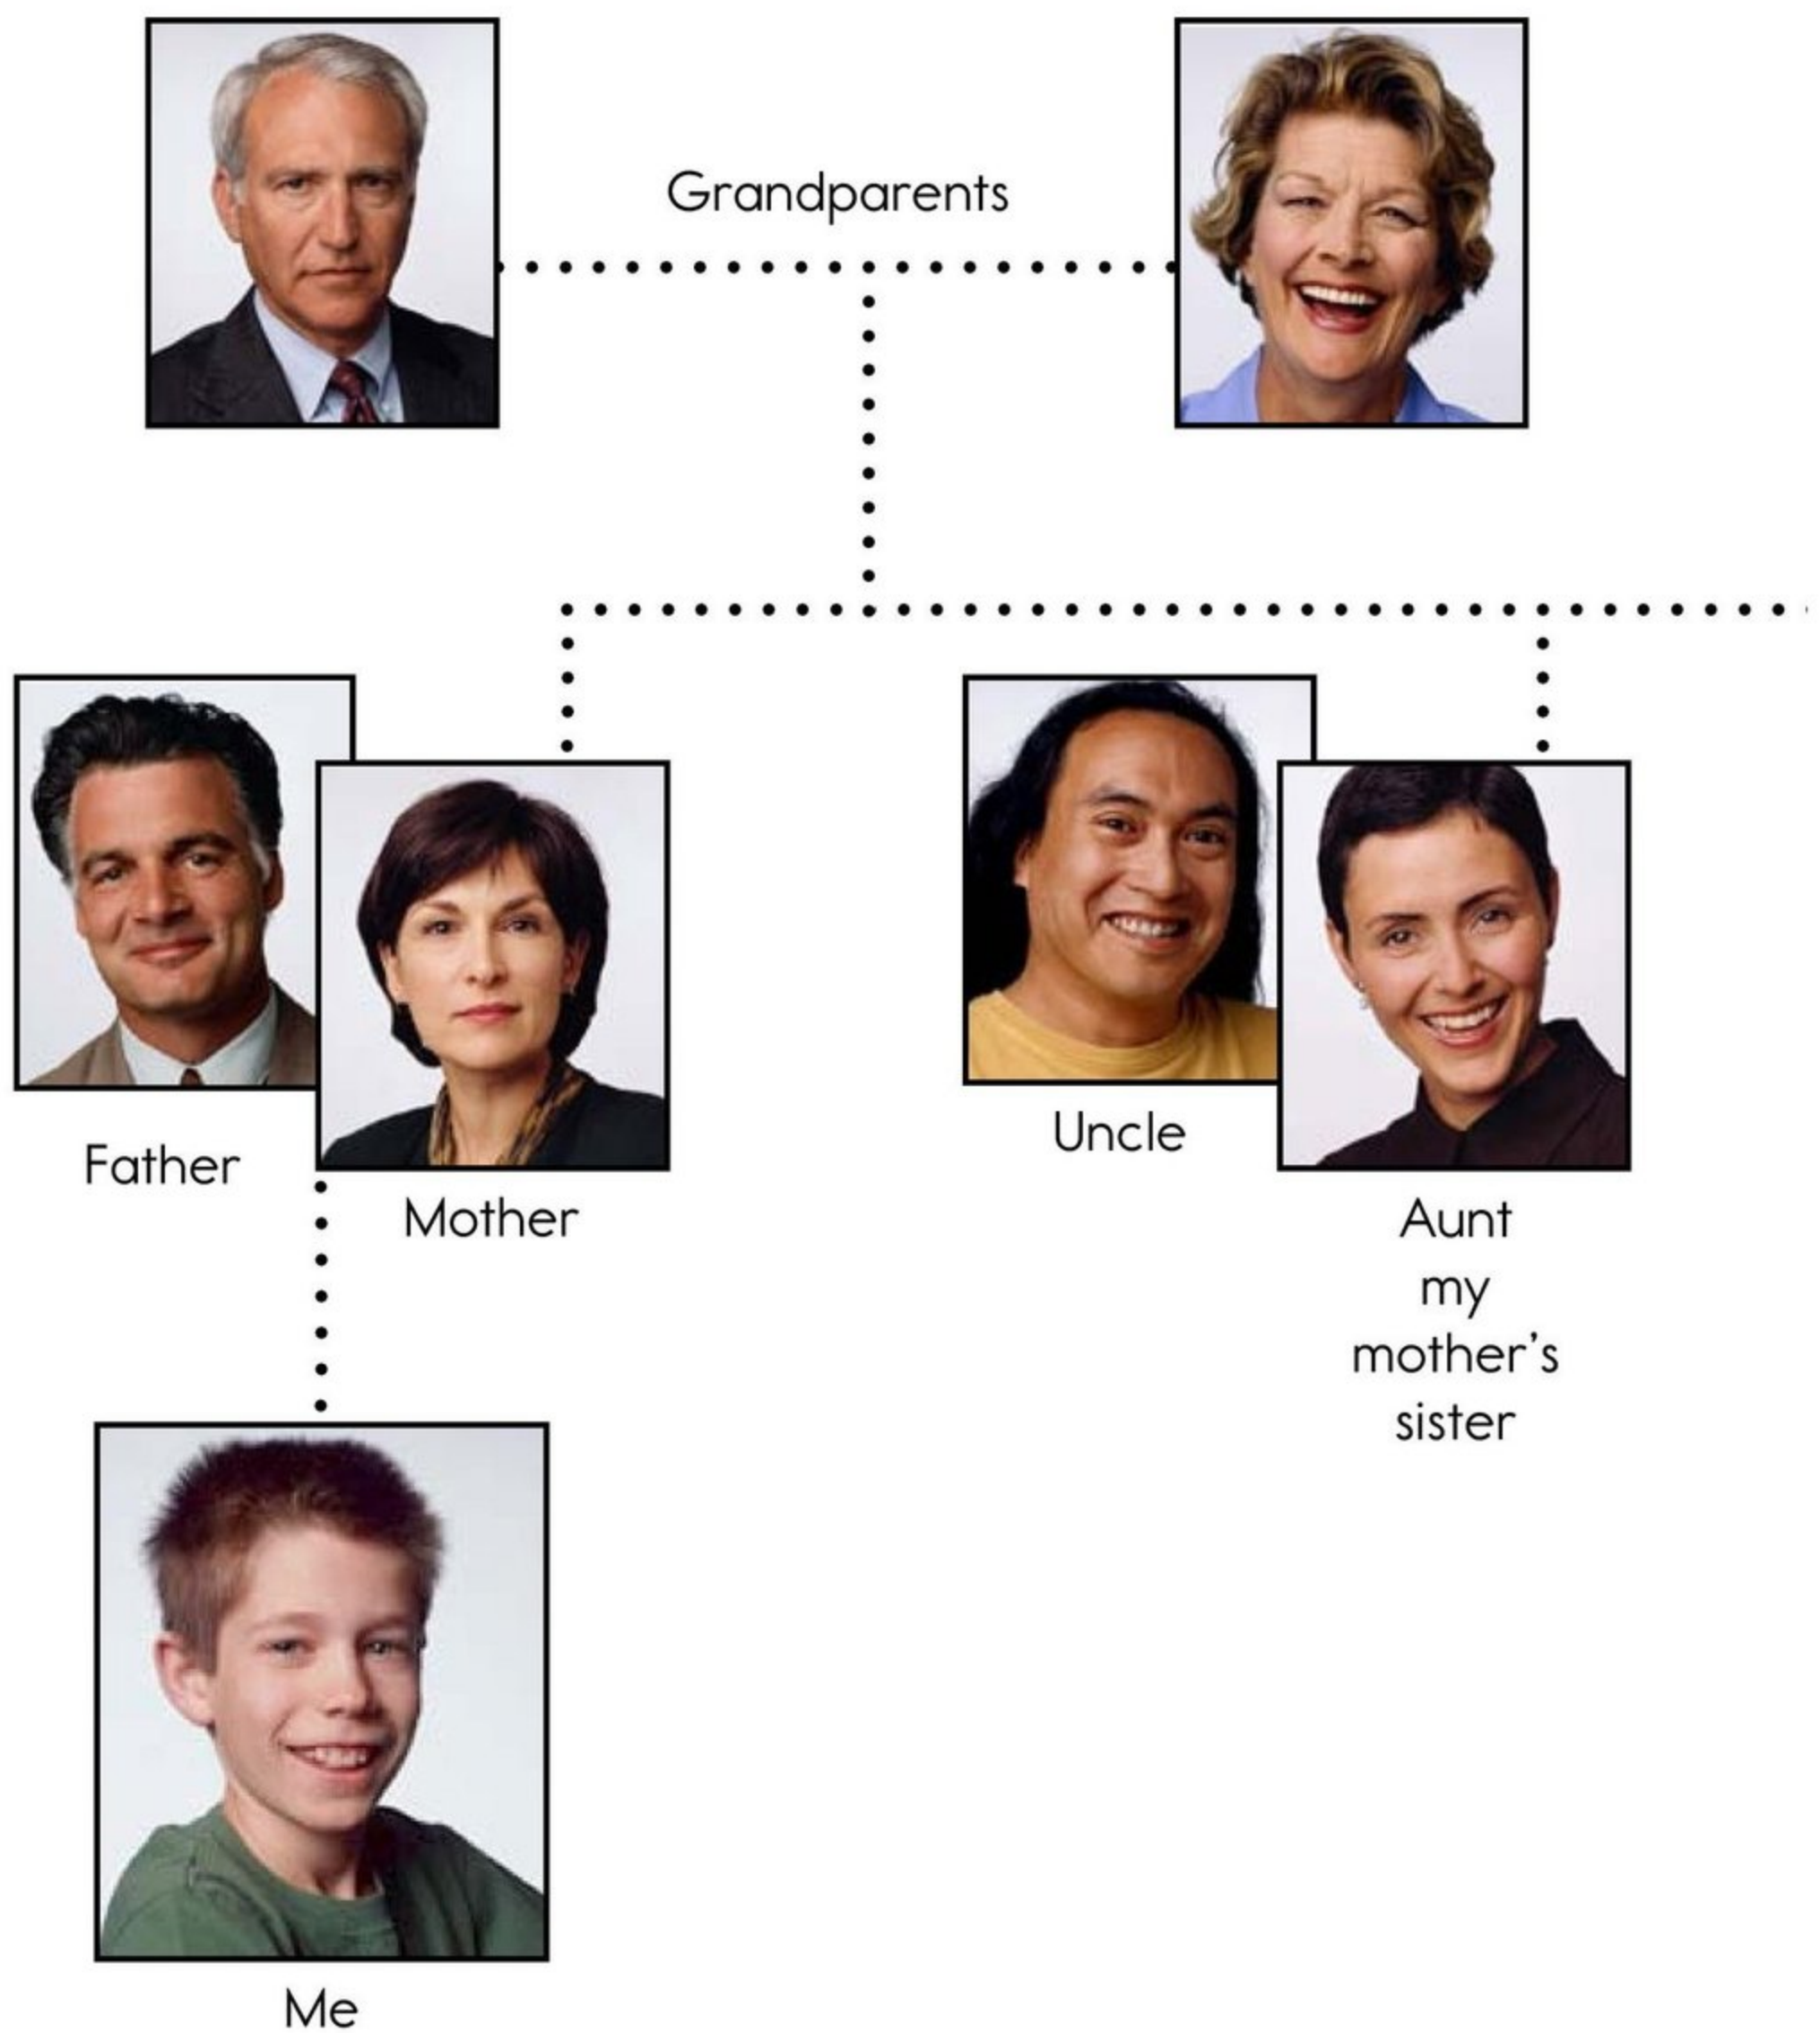 Grandparents
Father
Mother
Uncle
Aunt
my
mother’s
sister
Me